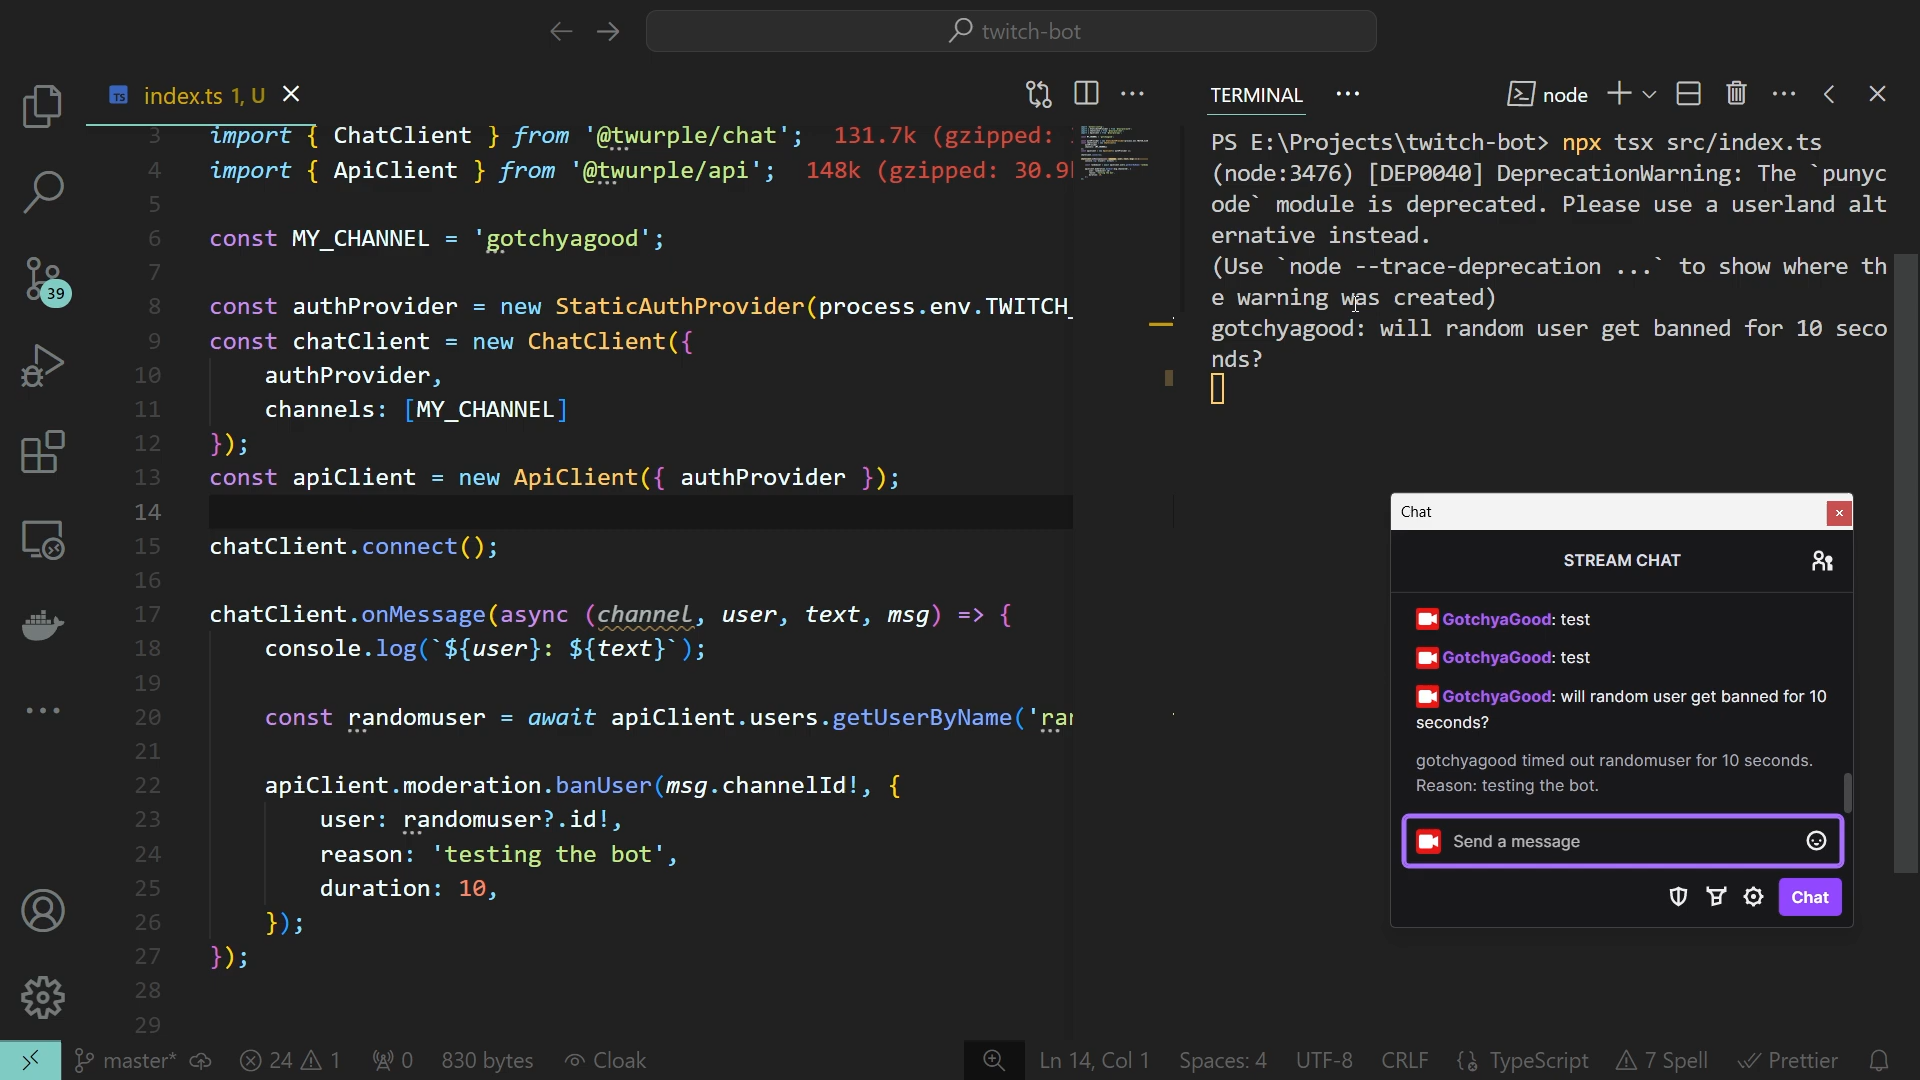 twitch-bot
index.ts 1, U
3 import { ChatClient } from '@twurple/chat'; 131.7k (gzipped:
4 import { ApiClient } from '@twurple/api'; 148k (gzipped: 30.9
5
6 const MY_CHANNEL = 'gotchyagood';
7
8 const authProvider = new StaticAuthProvider(process.env.TWITCH_
9 const chatClient = new ChatClient({
10 authProvider,
11 channels: [MY_CHANNEL]
12 });
13 const apiClient = new ApiClient({ authProvider });
14
15 chatClient.connect();
16
17 chatClient.onMessage(async (channel, user, text, msg) => {
18 console.log(`${user}: ${text}`);
19
20 const randomuser = await apiClient.users.getUserByName('ran
21
22 apiClient.moderation.banUser(msg.channelId!, {
23 user: randomuser?.id!,
24 reason: 'testing the bot',
25 duration: 10,
26 });
27 });
28
29
TERMINAL
node
PS E:\Projects\twitch-bot> npx tsx src/index.ts
(node:3476) [DEP0040] DeprecationWarning: The `punyc
ode` module is deprecated. Please use a userland alt
ernative instead.
(Use `node --trace-deprecation ...` to show where th
e warning was created)
gotchyagood: will random user get banned for 10 seco
nds?
Chat
STREAM CHAT
GotchyaGood: test
GotchyaGood: test
GotchyaGood: will random user get banned for 10
seconds?
gotchyagood timed out randomuser for 10 seconds.
Reason: testing the bot.
Send a message
Chat
39
master* 24 1 0 830 bytes Cloak Ln 14, Col 1 Spaces: 4 UTF-8 CRLF TypeScript 7 Spell Prettier